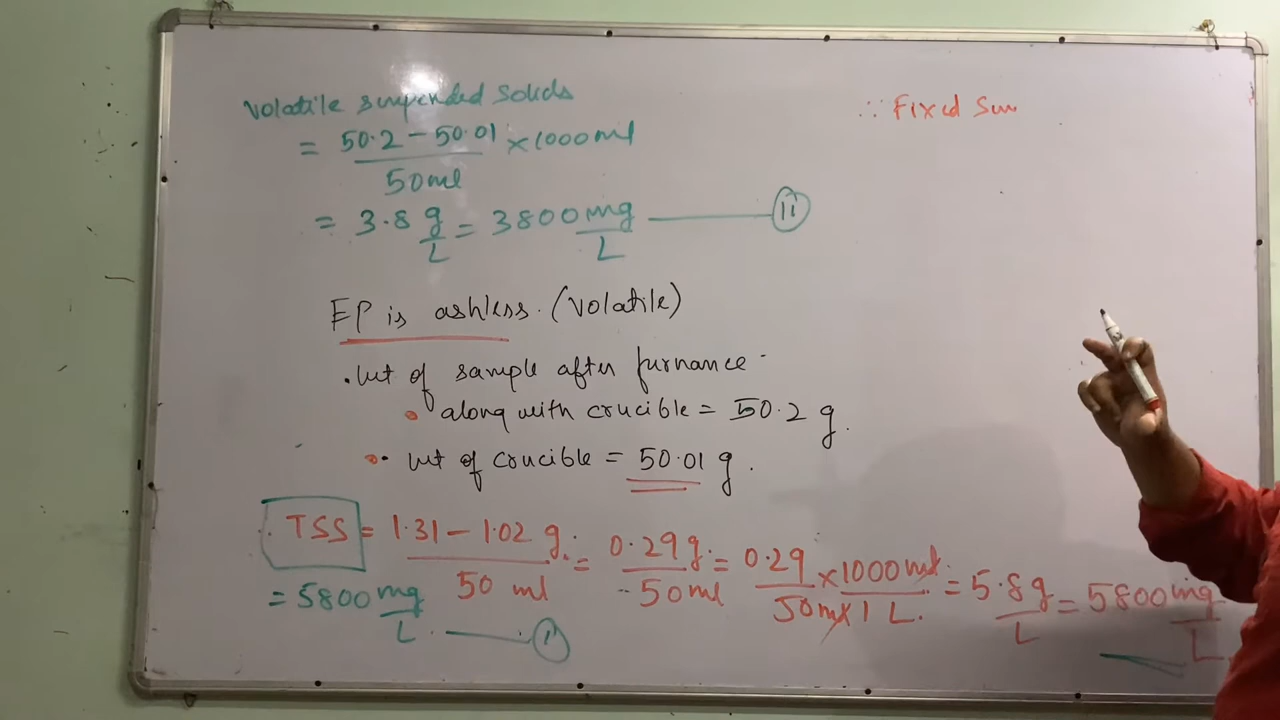 Volatile suspended solids
= 50.2 - 50.01 / 50 ml × 1000 ml
= 3.8 g/L = 3800 mg/L — (ii)
∴ Fixed Sus
FP is ashless. (Volatile)
• wt of sample after furnance
along with crucible = 50.2 g.
• wt of crucible = 50.01 g.
TSS = 1.31 - 1.02 g. / 50 ml = 0.29 g / 50 ml = 0.29 / 50 ml × 1000 ml / 1 L. = 5.8 g/L = 5800 mg/L
= 5800 mg/L. — (i)